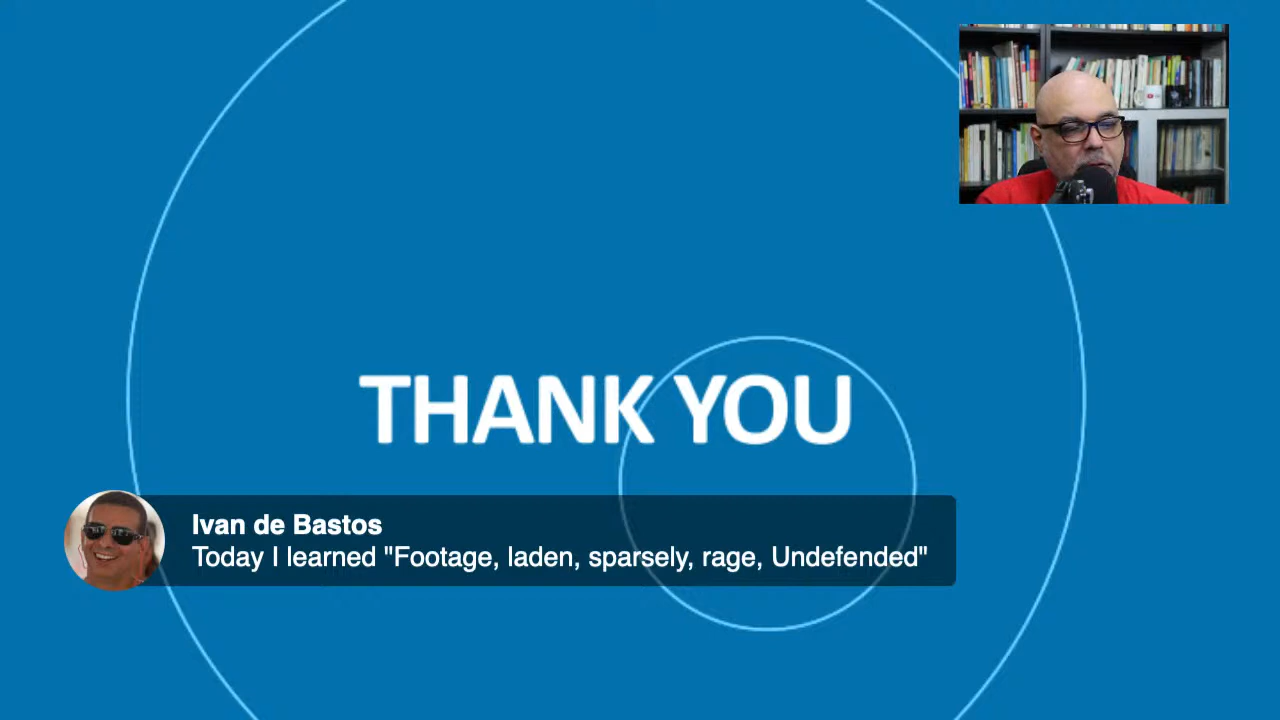 THANK YOU
Ivan de Bastos
Today I learned "Footage, laden, sparsely, rage, Undefended"